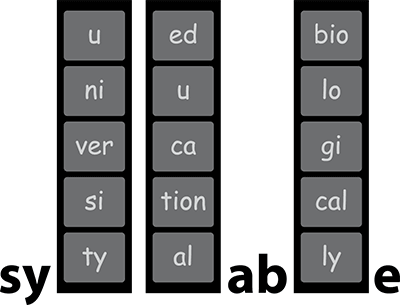 u ed bio
ni u lo
ver ca gi
si tion cal
ty al ly
sy ab e